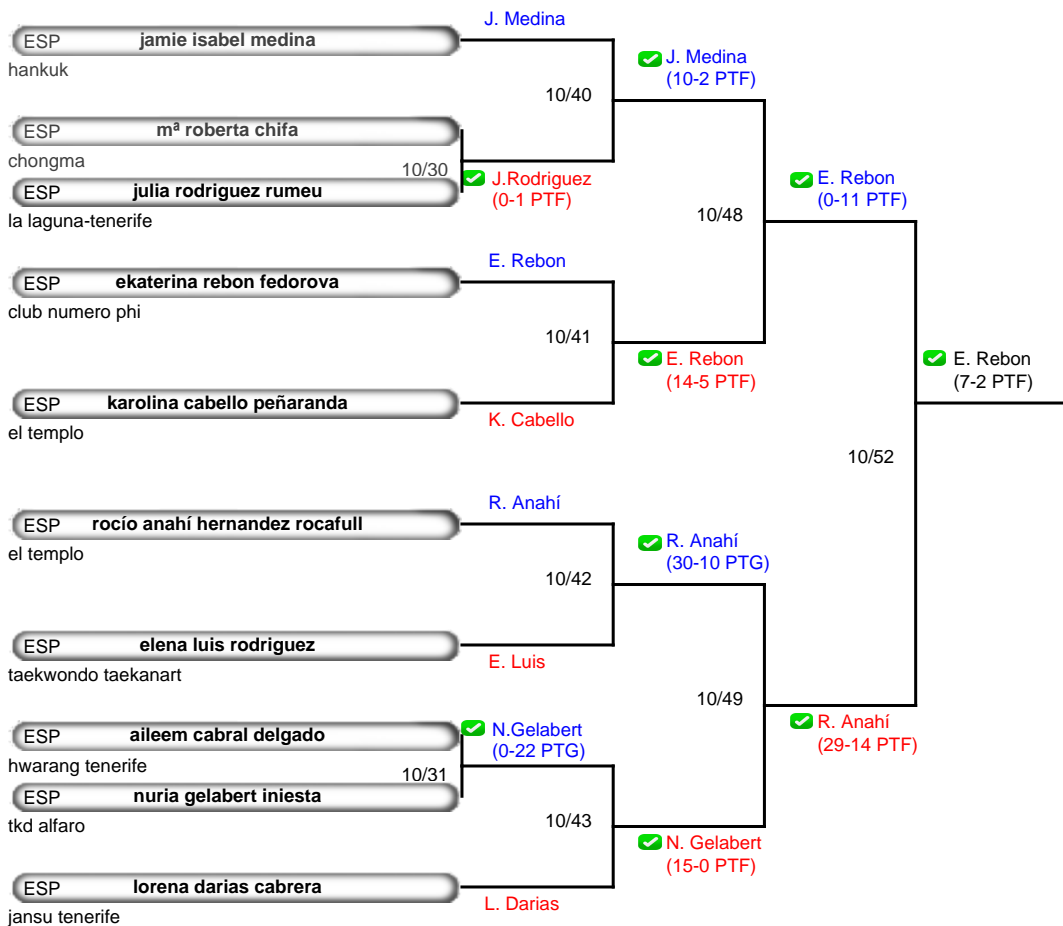 J. Medina
ESP jamie isabel medina
hankuk
J. Medina
(10-2 PTF)
10/40
ESP mª roberta chifa
chongma
10/30
J.Rodriguez
(0-1 PTF)
ESP julia rodriguez rumeu
la laguna-tenerife
E. Rebon
(0-11 PTF)
10/48
E. Rebon
ESP ekaterina rebon fedorova
club numero phi
10/41
E. Rebon
(14-5 PTF)
E. Rebon
(7-2 PTF)
ESP karolina cabello peñaranda
el templo
K. Cabello
10/52
R. Anahí
ESP rocío anahí hernandez rocafull
el templo
R. Anahí
(30-10 PTG)
10/42
ESP elena luis rodriguez
taekwondo taekanart
E. Luis
10/49
R. Anahí
(29-14 PTF)
ESP aileem cabral delgado
hwarang tenerife
N.Gelabert
(0-22 PTG)
10/31
ESP nuria gelabert iniesta
tkd alfaro
10/43
N. Gelabert
(15-0 PTF)
ESP lorena darias cabrera
jansu tenerife
L. Darias